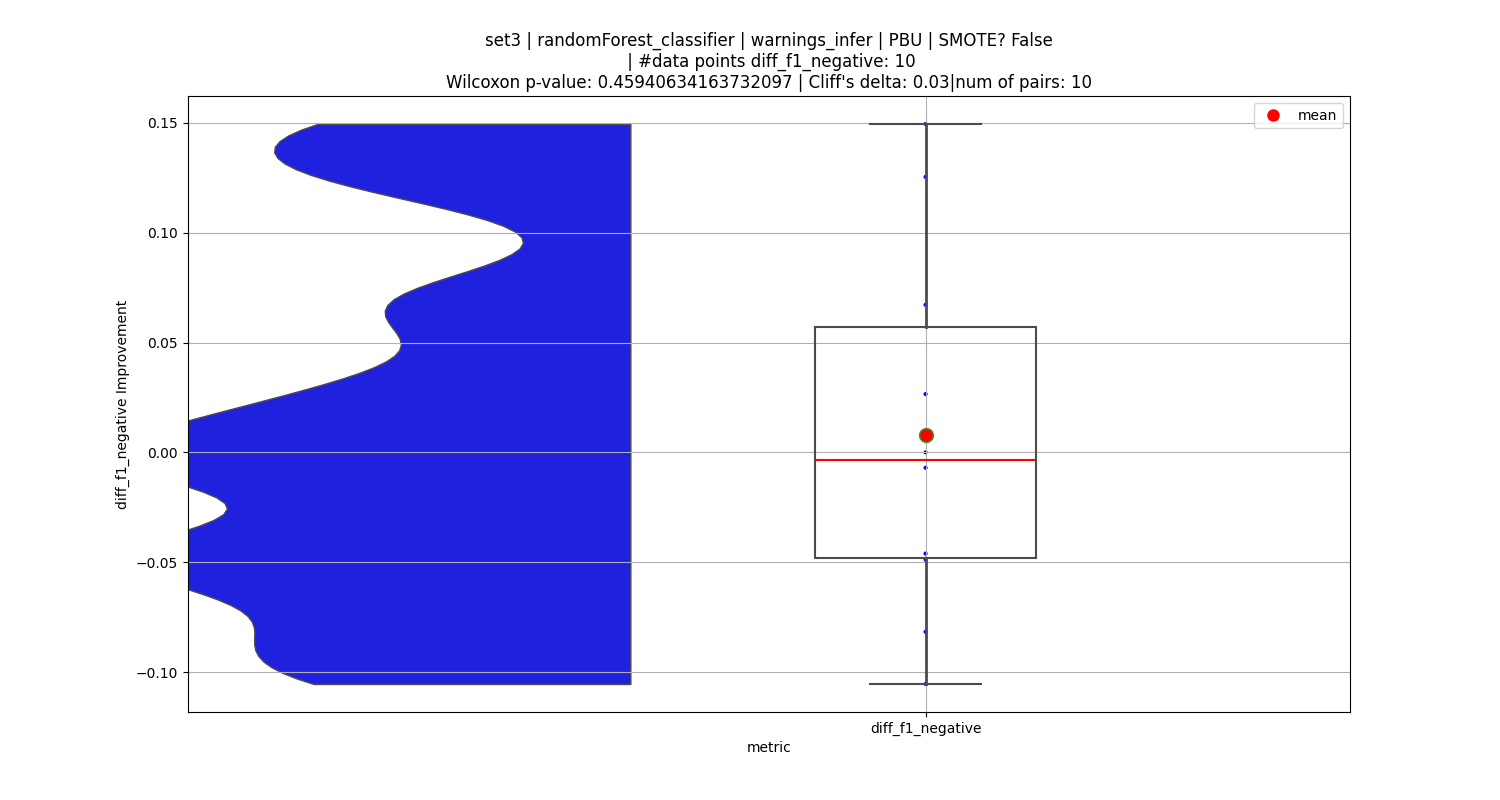 set3 | randomForest_classifier | warnings_infer | PBU | SMOTE? False
| #data points diff_f1_negative: 10
Wilcoxon p-value: 0.45940634163732097 | Cliff's delta: 0.03|num of pairs: 10
mean
0.15
0.10
0.05
0.00
−0.05
−0.10
diff_f1_negative Improvement
diff_f1_negative
metric